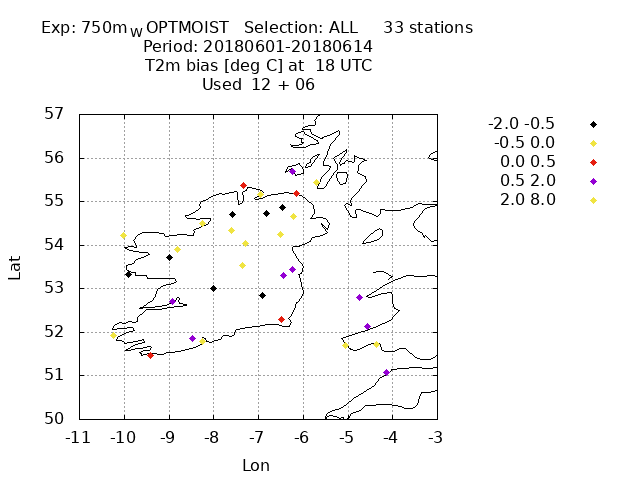 Exp: 750m_W OPTMOIST Selection: ALL 33 stations
Period: 20180601-20180614
T2m bias [deg C] at 18 UTC
Used 12 + 06
-2.0 -0.5
-0.5 0.0
0.0 0.5
0.5 2.0
2.0 8.0
57
56
55
54
53
52
51
50
Lat
-11 -10 -9 -8 -7 -6 -5 -4 -3
Lon